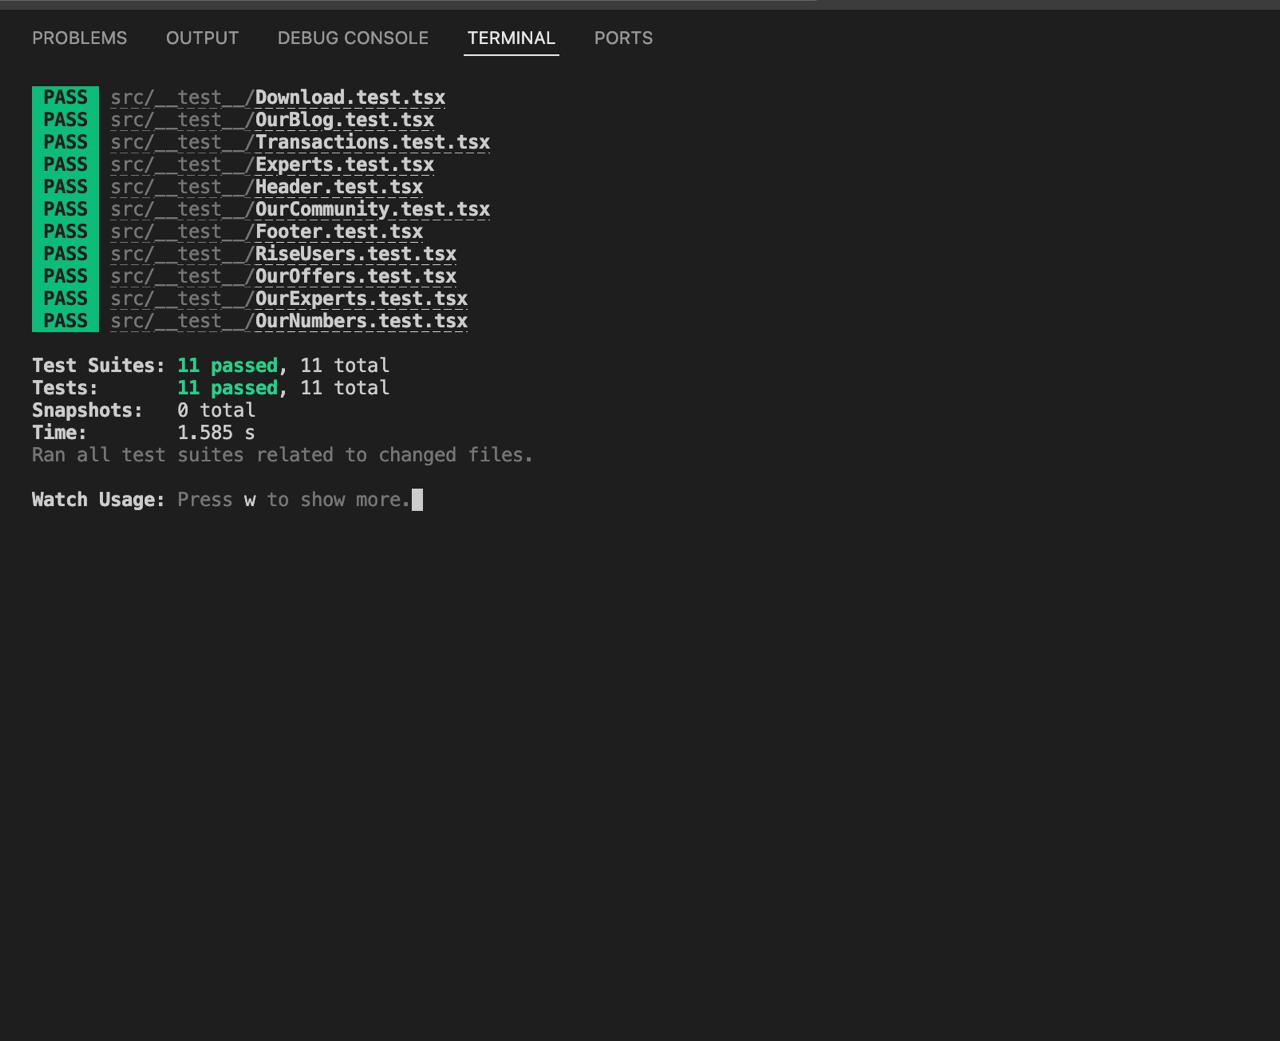 PROBLEMS OUTPUT DEBUG CONSOLE TERMINAL PORTS
PASS src/__test__/Download.test.tsx
PASS src/__test__/OurBlog.test.tsx
PASS src/__test__/Transactions.test.tsx
PASS src/__test__/Experts.test.tsx
PASS src/__test__/Header.test.tsx
PASS src/__test__/OurCommunity.test.tsx
PASS src/__test__/Footer.test.tsx
PASS src/__test__/RiseUsers.test.tsx
PASS src/__test__/OurOffers.test.tsx
PASS src/__test__/OurExperts.test.tsx
PASS src/__test__/OurNumbers.test.tsx
Test Suites: 11 passed, 11 total
Tests: 11 passed, 11 total
Snapshots: 0 total
Time: 1.585 s
Ran all test suites related to changed files.
Watch Usage: Press w to show more.